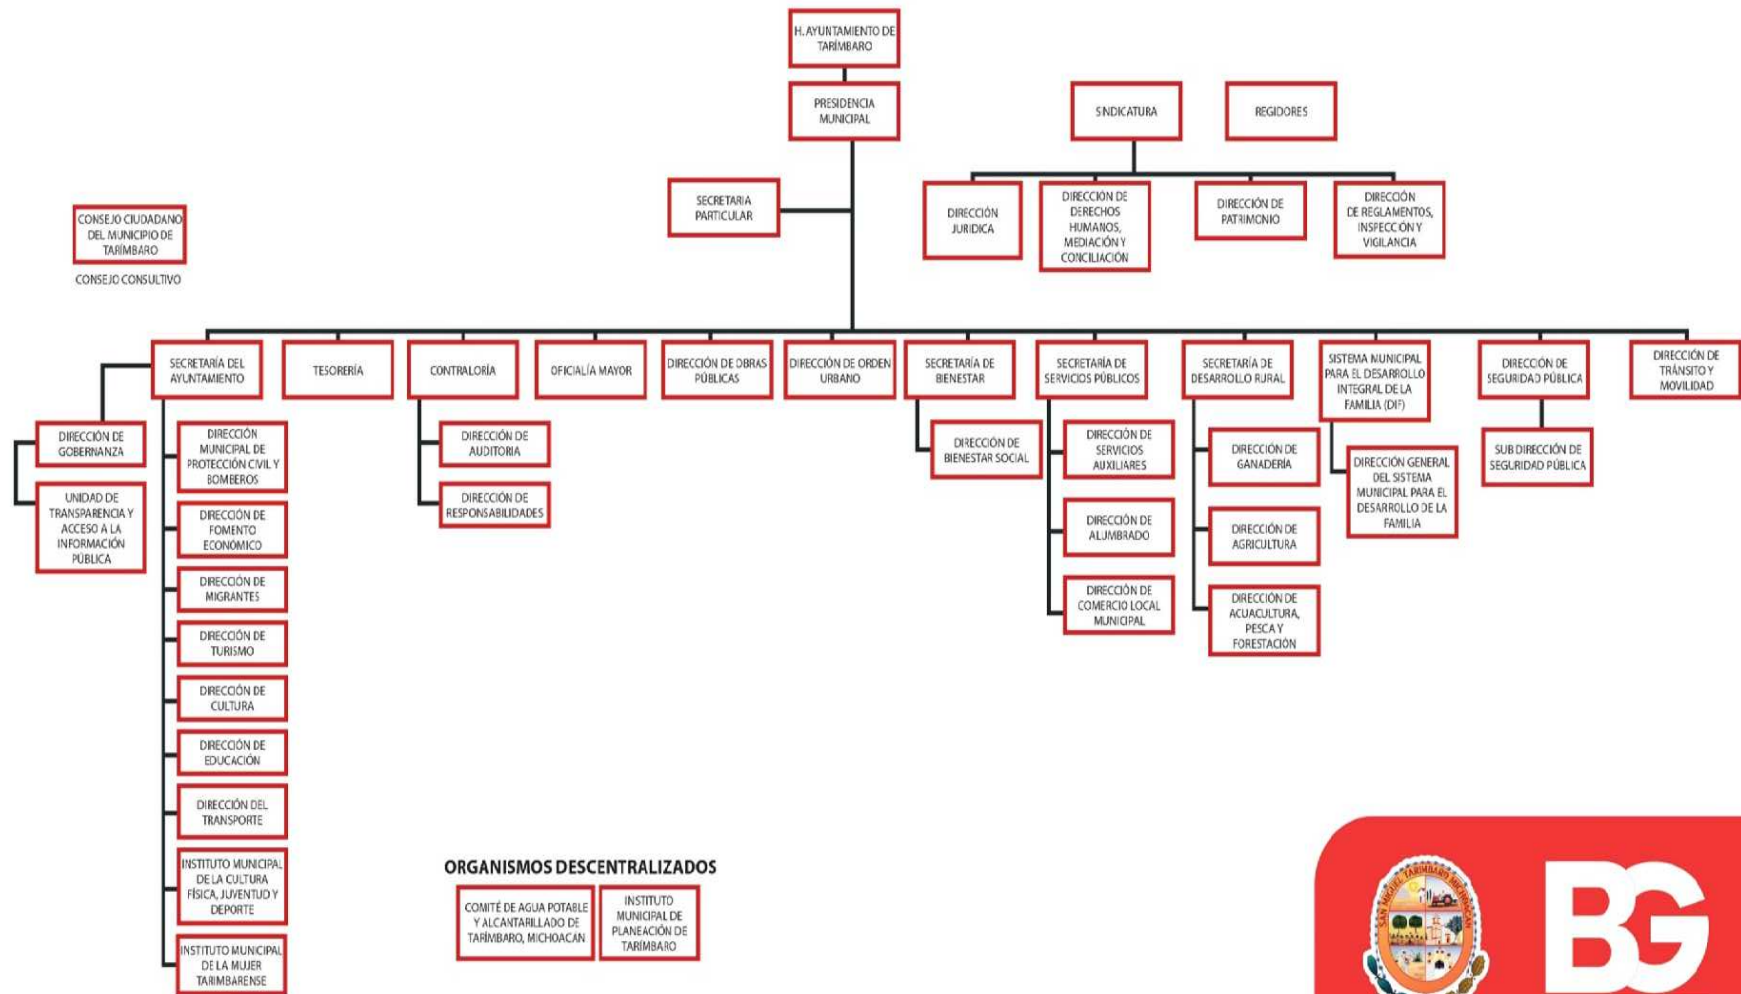 H. AYUNTAMIENTO DE
TARÍMBARO
PRESIDENCIA
MUNICIPAL
SINDICATURA
REGIDORES
SECRETARIA
PARTICULAR
DIRECCIÓN
JURIDICA
DIRECCIÓN DE
DERECHOS
HUMANOS,
MEDIACIÓN Y
CONCILIACIÓN
DIRECCIÓN DE
PATRIMONIO
DIRECCIÓN
DE REGLAMENTOS,
INSPECCIÓN Y
VIGILANCIA
CONSEJO CIUDADANO
DEL MUNICIPIO DE
TARÍMBARO
CONSEJO CONSULTIVO
SECRETARÍA DEL
AYUNTAMIENTO
TESORERÍA
CONTRALORÍA
OFICIALÍA MAYOR
DIRECCIÓN DE OBRAS
PÚBLICAS
DIRECCIÓN DE ORDEN
URBANO
SECRETARÍA DE
BIENESTAR
SECRETARÍA DE
SERVICIOS PÚBLICOS
SECRETARÍA DE
DESARROLLO RURAL
SISTEMA MUNICIPAL
PARA EL DESARROLLO
INTEGRAL DE LA
FAMILIA (DIF)
DIRECCIÓN DE
SEGURIDAD PÚBLICA
DIRECCIÓN DE
TRÁNSITO Y
MOVILIDAD
DIRECCIÓN DE
GOBERNANZA
UNIDAD DE
TRANSPARENCIA Y
ACCESO A LA
INFORMACIÓN
PÚBLICA
DIRECCIÓN
MUNICIPAL DE
PROTECCIÓN CIVIL Y
BOMBEROS
DIRECCIÓN DE
FOMENTO
ECONÓMICO
DIRECCIÓN DE
MIGRANTES
DIRECCIÓN DE
TURISMO
DIRECCIÓN DE
CULTURA
DIRECCIÓN DE
EDUCACIÓN
DIRECCIÓN DEL
TRANSPORTE
INSTITUTO MUNICIPAL
DE LA CULTURA
FÍSICA, JUVENTUD Y
DEPORTE
INSTITUTO MUNICIPAL
DE LA MUJER
TARIMBARENSE
DIRECCIÓN DE
AUDITORIA
DIRECCIÓN DE
RESPONSABILIDADES
DIRECCIÓN DE
BIENESTAR SOCIAL
DIRECCIÓN DE
SERVICIOS
AUXILIARES
DIRECCIÓN DE
ALUMBRADO
DIRECCIÓN DE
COMERCIO LOCAL
MUNICIPAL
DIRECCIÓN DE
GANADERÍA
DIRECCIÓN DE
AGRICULTURA
DIRECCIÓN DE
ACUACULTURA,
PESCA Y
FORESTACIÓN
DIRECCIÓN GENERAL
DEL SISTEMA
MUNICIPAL PARA EL
DESARROLLO DE LA
FAMILIA
SUB DIRECCIÓN DE
SEGURIDAD PÚBLICA
ORGANISMOS DESCENTRALIZADOS
COMITÉ DE AGUA POTABLE
Y ALCANTARILLADO DE
TARÍMBARO, MICHOACAN
INSTITUTO
MUNICIPAL DE
PLANEACIÓN DE
TARÍMBARO
SAN MIGUEL TARIMBARO MICHOACAN
BG